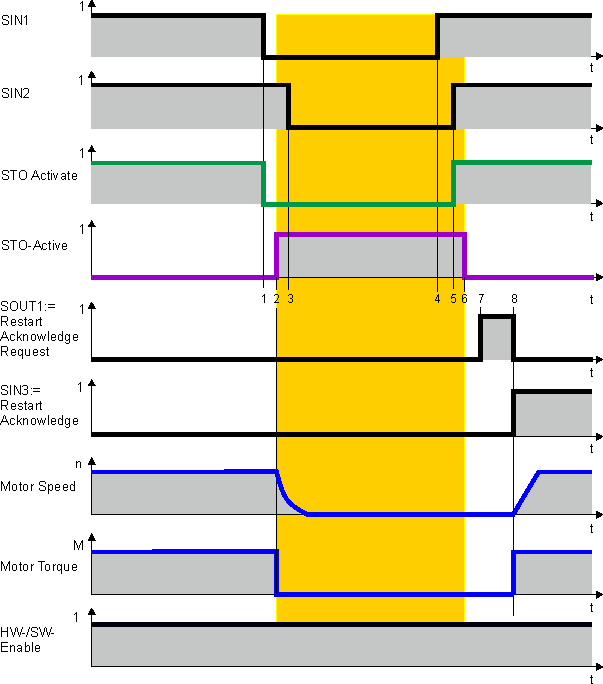 SIN1
1
t
SIN2
1
t
STO Activate
1
t
STO-Active
1
1 2 3 4 5 6 7 8 t
SOUT1:=
Restart
Acknowledge
Request
1
t
SIN3:=
Restart
Acknowledge
1
t
Motor Speed
n
t
Motor Torque
M
t
HW-/SW-
Enable
1
t